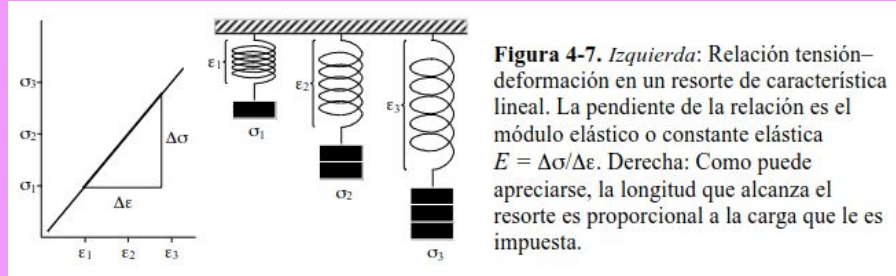 σ3
σ2
σ1
Δσ
Δε
ε1
ε2
ε3
ε1
σ1
ε2
σ2
ε3
σ3
Figura 4-7. Izquierda: Relación tensión–
deformación en un resorte de característica
lineal. La pendiente de la relación es el
módulo elástico o constante elástica
E = Δσ/Δε. Derecha: Como puede
apreciarse, la longitud que alcanza el
resorte es proporcional a la carga que le es
impuesta.